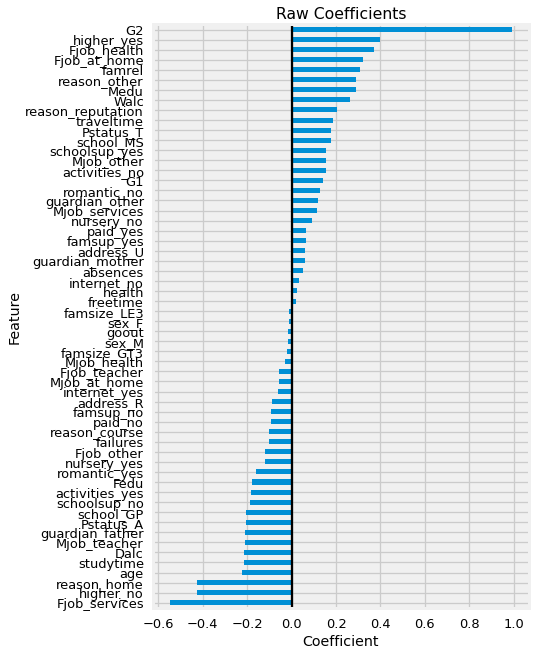 Raw Coefficients
G2
higher_yes
Fjob_health
Fjob_at_home
famrel
reason_other
Medu
Walc
reason_reputation
traveltime
Pstatus_T
school_MS
schoolsup_yes
Mjob_other
activities_no
G1
romantic_no
guardian_other
Mjob_services
nursery_no
paid_yes
famsup_yes
address_U
guardian_mother
absences
internet_no
health
freetime
famsize_LE3
sex_F
goout
sex_M
famsize_GT3
Mjob_health
Fjob_teacher
Mjob_at_home
internet_yes
address_R
famsup_no
paid_no
reason_course
failures
Fjob_other
nursery_yes
romantic_yes
Fedu
activities_yes
schoolsup_no
school_GP
Pstatus_A
guardian_father
Mjob_teacher
Dalc
studytime
age
reason_home
higher_no
Fjob_services
Feature
−0.6 −0.4 −0.2 0.0 0.2 0.4 0.6 0.8 1.0
Coefficient